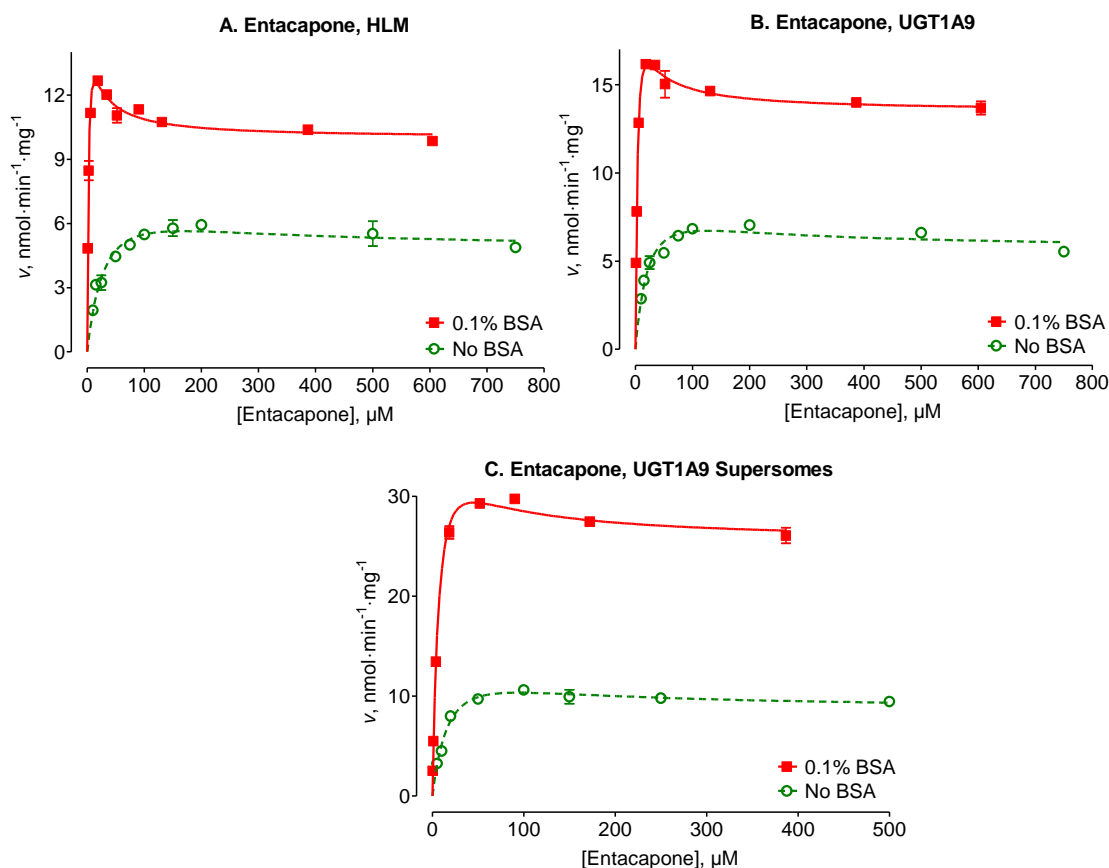 A. Entacapone, HLM
v, nmol·min⁻¹·mg⁻¹
12
9
6
3
0
0 100 200 300 400 500 600 700 800
[Entacapone], µM
0.1% BSA
No BSA
B. Entacapone, UGT1A9
v, nmol·min⁻¹·mg⁻¹
15
10
5
0
0 100 200 300 400 500 600 700 800
[Entacapone], µM
0.1% BSA
No BSA
C. Entacapone, UGT1A9 Supersomes
v, nmol·min⁻¹·mg⁻¹
30
20
10
0
0 100 200 300 400 500
[Entacapone], µM
0.1% BSA
No BSA